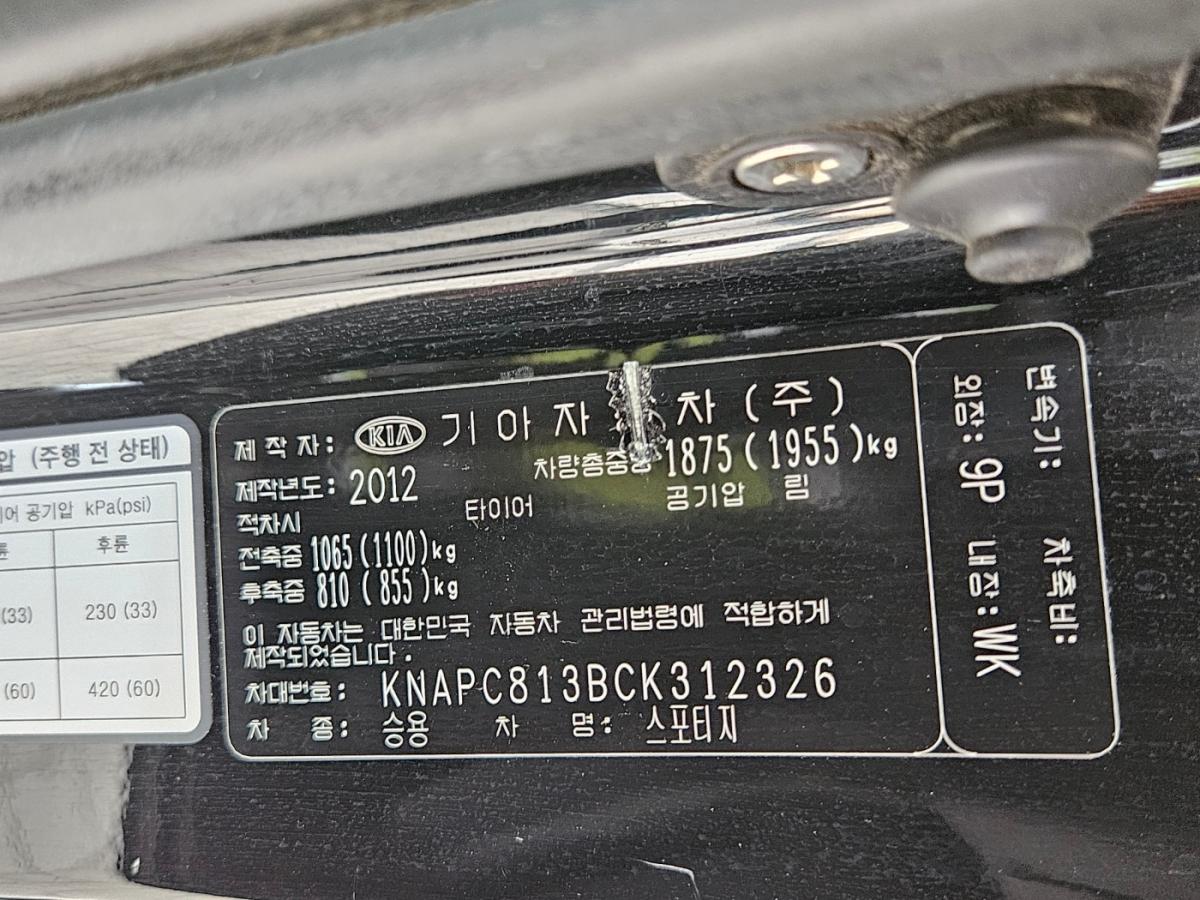 압 (주행 전 상태)
어 공기압 kPa(psi)
륜 후륜
(33) 230 (33)
(60) 420 (60)
제 작 자: KIA 기 아 자 차 (주)
제작년도: 2012 차량총중 1875 (1955)kg
적차시 타이어 공기압 림
전축중 1065 (1100)kg
후축중 810 (855)kg
이 자동차는 대한민국 자동차 관리법령에 적합하게
제작되었습니다.
차대번호: KNAPC813BCK312326
차 종: 승용 차 명: 스포티지
변속기: 차축비:
외장: 9P 내장: WK